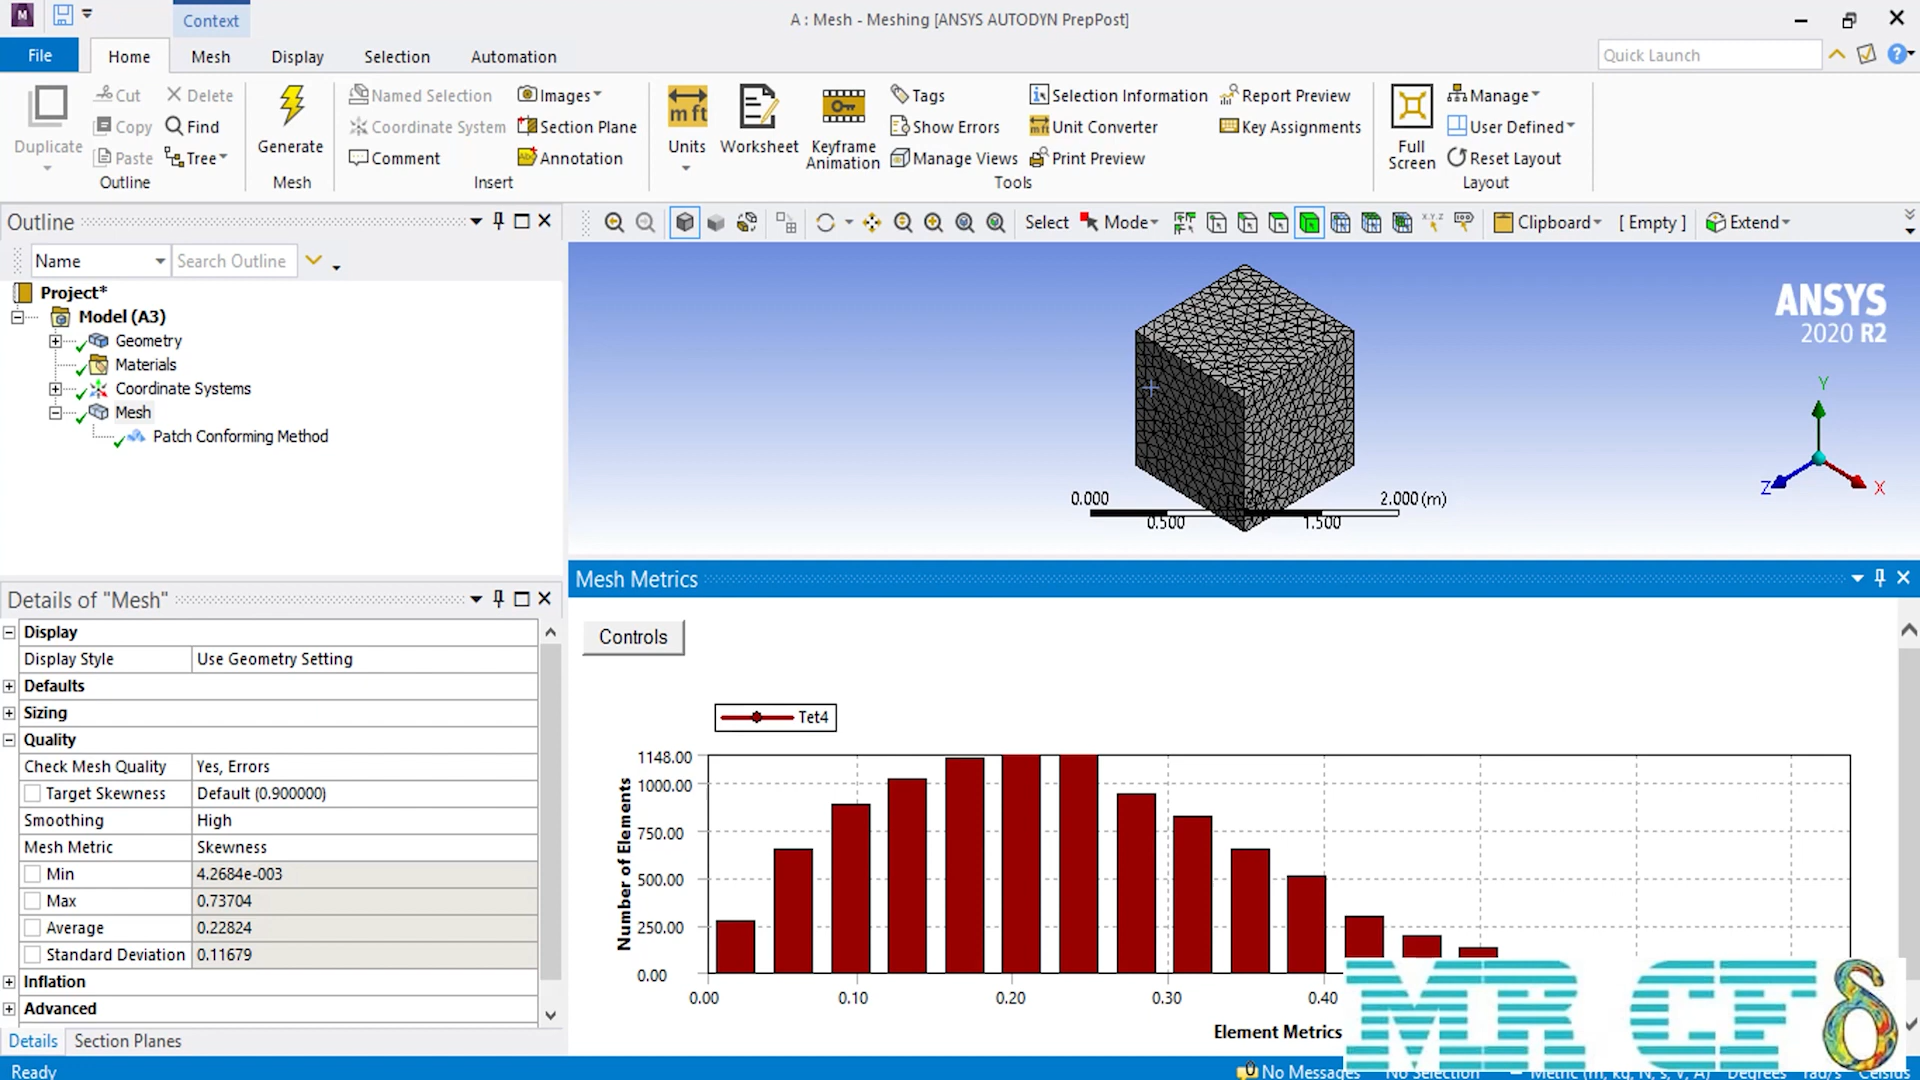 Context
A : Mesh - Meshing [ANSYS AUTODYN PrepPost]
File
Home
Mesh
Display
Selection
Automation
Quick Launch
Duplicate
Cut
Copy
Paste
Delete
Find
Tree
Outline
Generate
Mesh
Named Selection
Coordinate System
Comment
Images
Section Plane
Annotation
Insert
Units
Worksheet
Keyframe
Animation
Tags
Show Errors
Manage Views
Selection Information
Unit Converter
Print Preview
Report Preview
Key Assignments
Tools
Full
Screen
Manage
User Defined
Reset Layout
Layout
Outline
Name
Search Outline
Project*
Model (A3)
Geometry
Materials
Coordinate Systems
Mesh
Patch Conforming Method
Select
Mode
Clipboard
[ Empty ]
Extend
ANSYS
2020 R2
Y
Z
X
0.000
2.000 (m)
0.500
1.500
Details of "Mesh"
Display
Display Style Use Geometry Setting
Defaults
Sizing
Quality
Check Mesh Quality Yes, Errors
Target Skewness Default (0.900000)
Smoothing High
Mesh Metric Skewness
Min 4.2684e-003
Max 0.73704
Average 0.22824
Standard Deviation 0.11679
Inflation
Advanced
Details
Section Planes
Mesh Metrics
Controls
Tet4
Number of Elements
1148.00
1000.00
750.00
500.00
250.00
0.00
0.00 0.10 0.20 0.30 0.40
Element Metrics
MR CF
Ready
No Messages
No Selection
Metric (m, kg, N, s, V, A)
Degrees
rad/s
Celsius